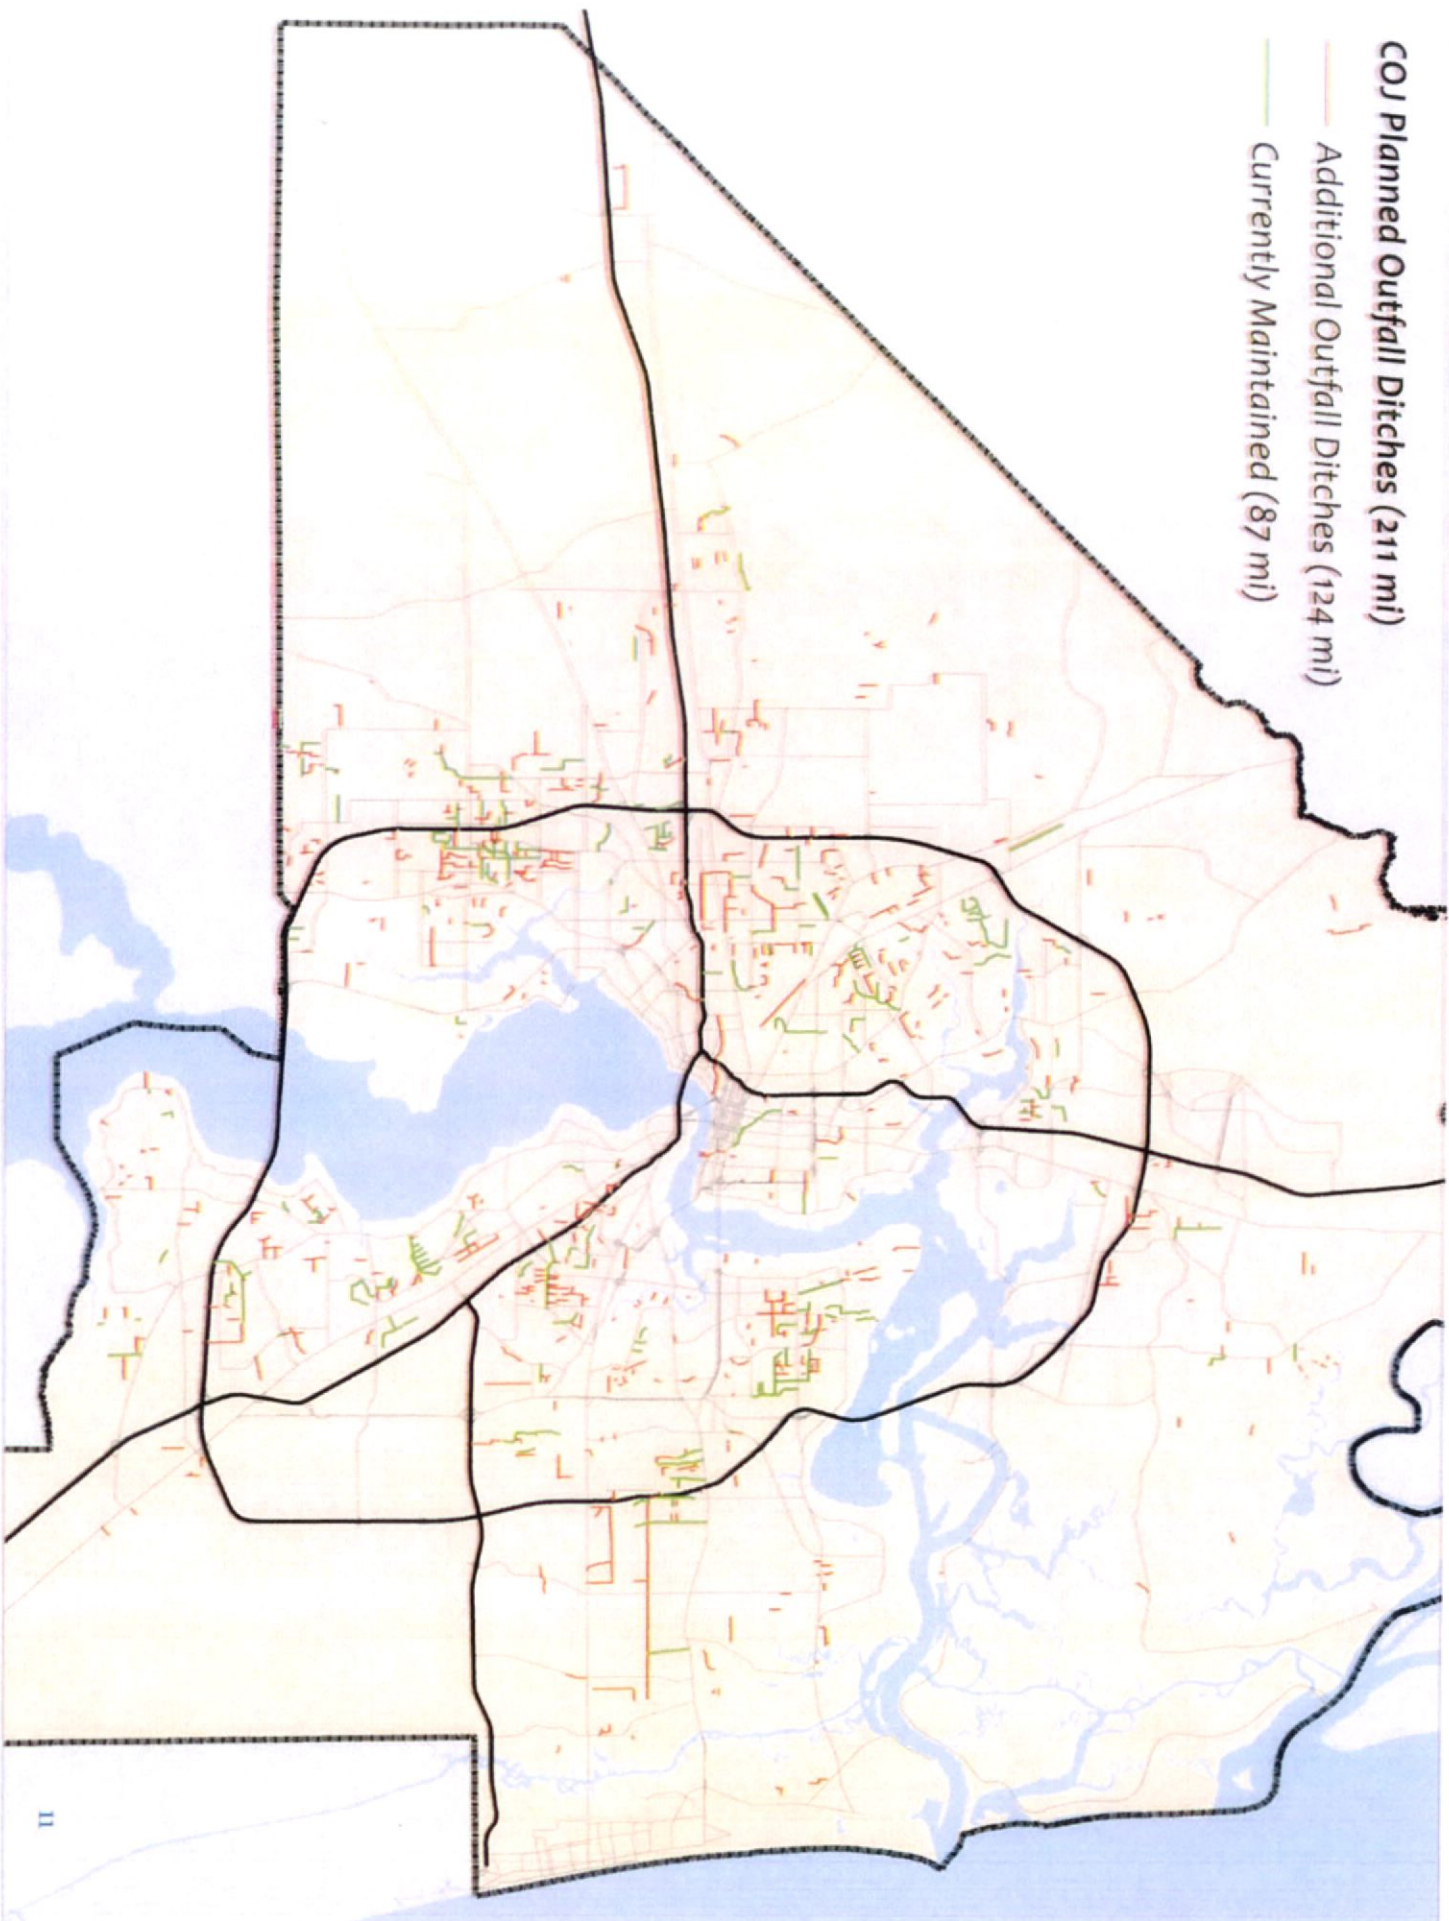 COJ Planned Outfall Ditches (211 mi)
Additional Outfall Ditches (124 mi)
Currently Maintained (87 mi)
11